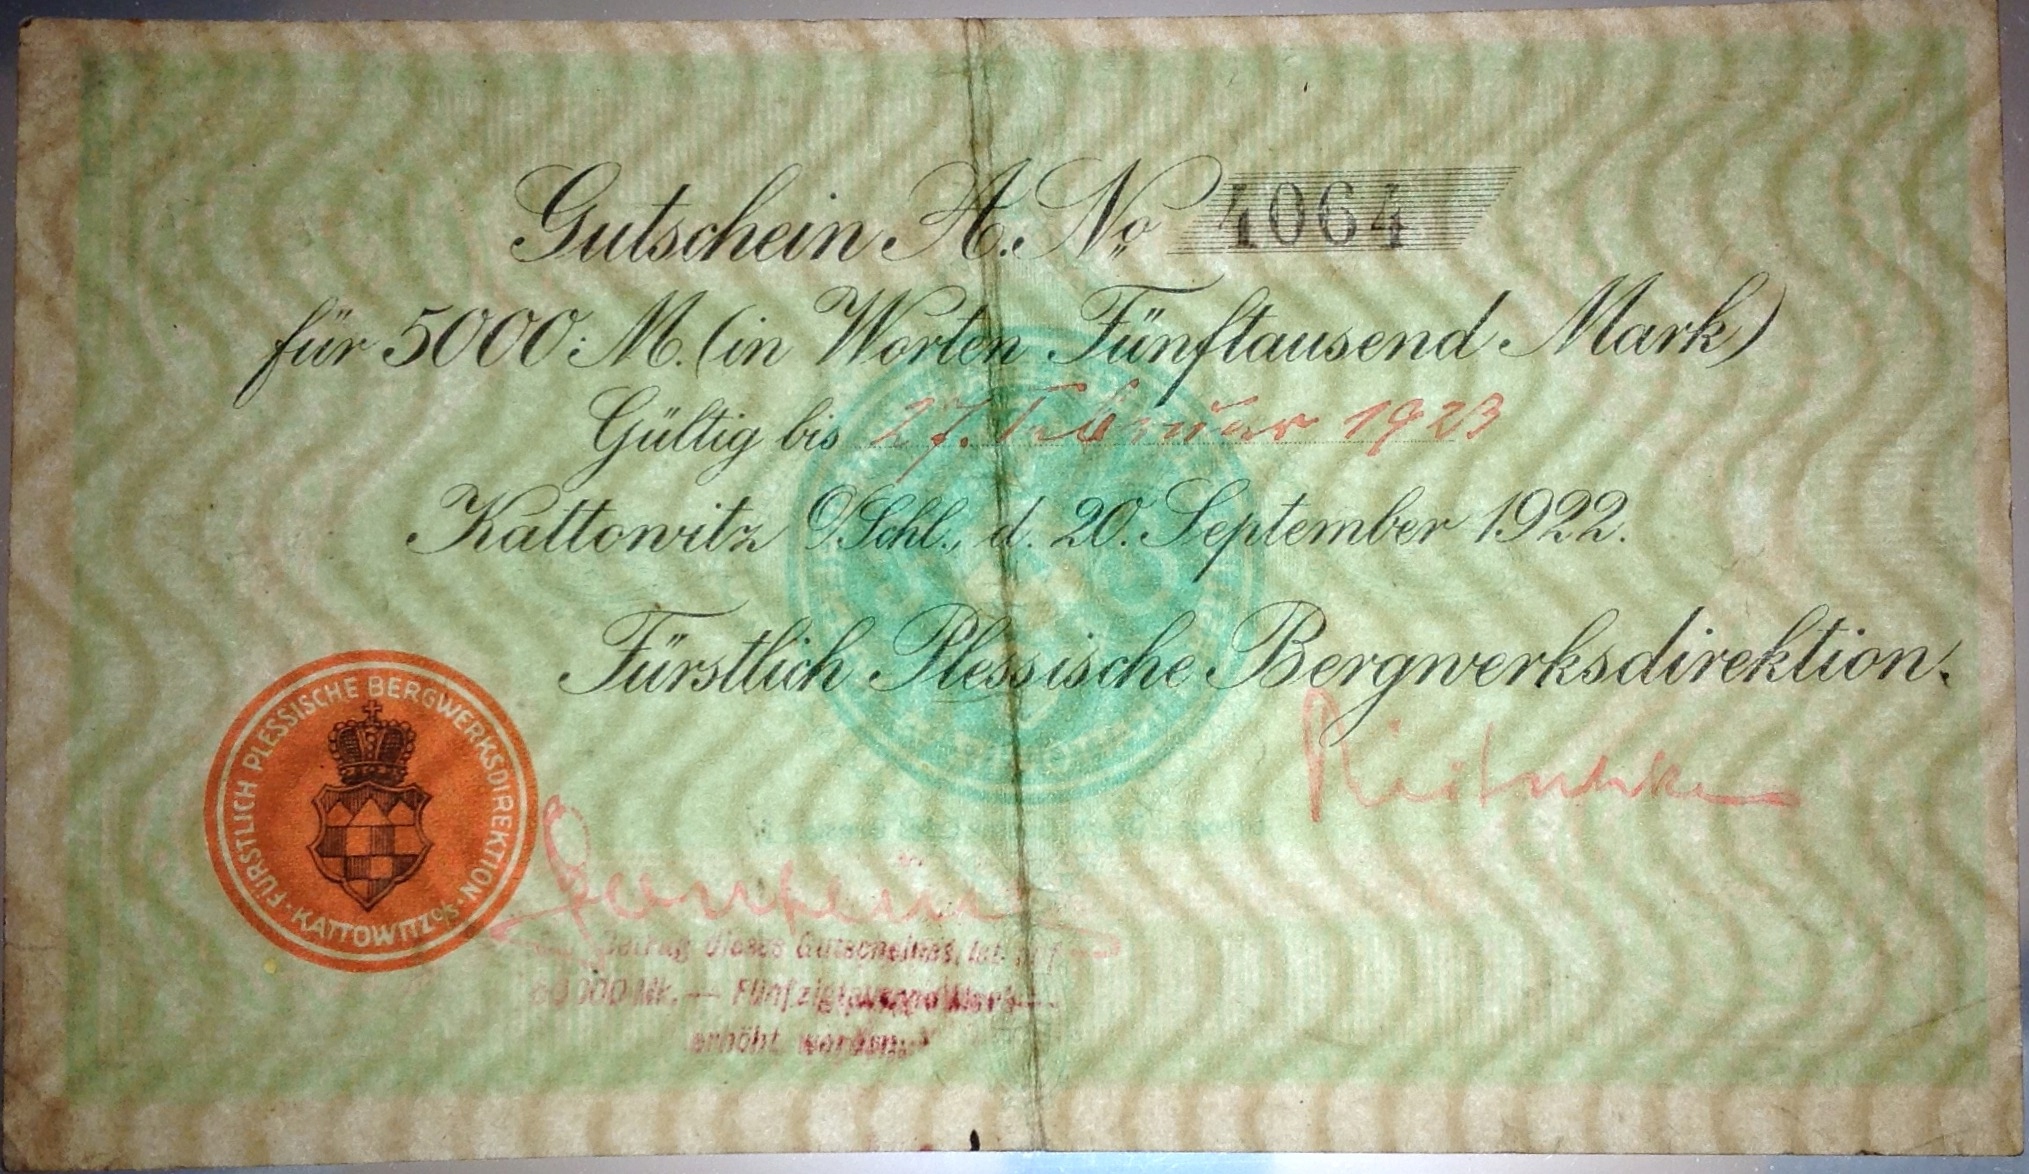 Gutschein A. No 4064
für 5000 M. (in Worten Fünftausend Mark)
Gültig bis 27. Februar 1923
Kattowitz O/Schl., d. 20. September 1922.
Fürstlich Plessische Bergwerksdirektion.
FÜRSTLICH PLESSISCHE BERGWERKSDIREKTION · KATTOWITZ O/S ·
Betrag dieses Gutscheines ist auf
50000 Mk. — Fünfzigtausend Mark —
erhöht worden.